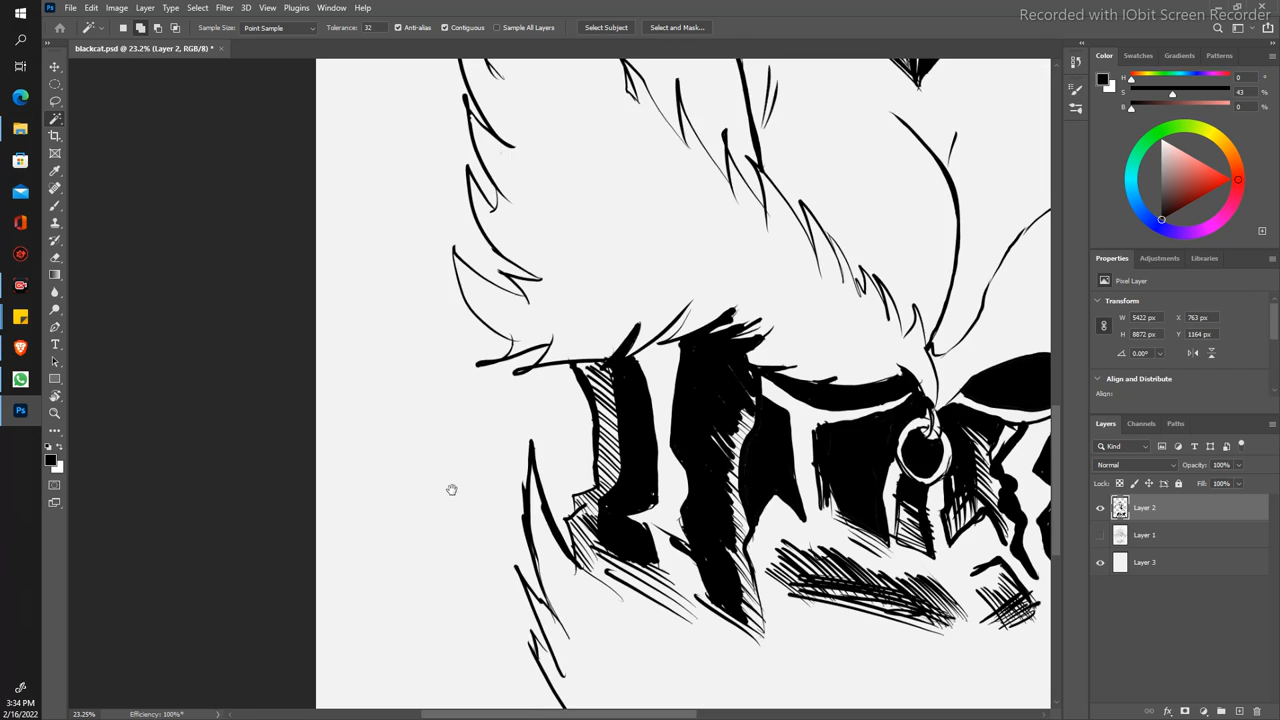 Recorded with IObit Screen Recorder
File Edit Image Layer Type Select Filter 3D View Plugins Window Help
Sample Size: Point Sample Tolerance: 32 Anti-alias Contiguous Sample All Layers Select Subject Select and Mask...
blackcat.psd @ 23.2% (Layer 2, RGB/8*) * ×
Color Swatches Gradients Patterns
H 0 °
S 43 %
B 0 %
Properties Adjustments Libraries
Pixel Layer
Transform
W 5422 px X 763 px
H 8872 px Y 1164 px
0.00°
Align and Distribute
Align:
Layers Channels Paths
Kind
Normal Opacity: 100%
Lock: Fill: 100%
Layer 2
Layer 1
Layer 3
3:34 PM
2/16/2022
23.25% Efficiency: 100%*